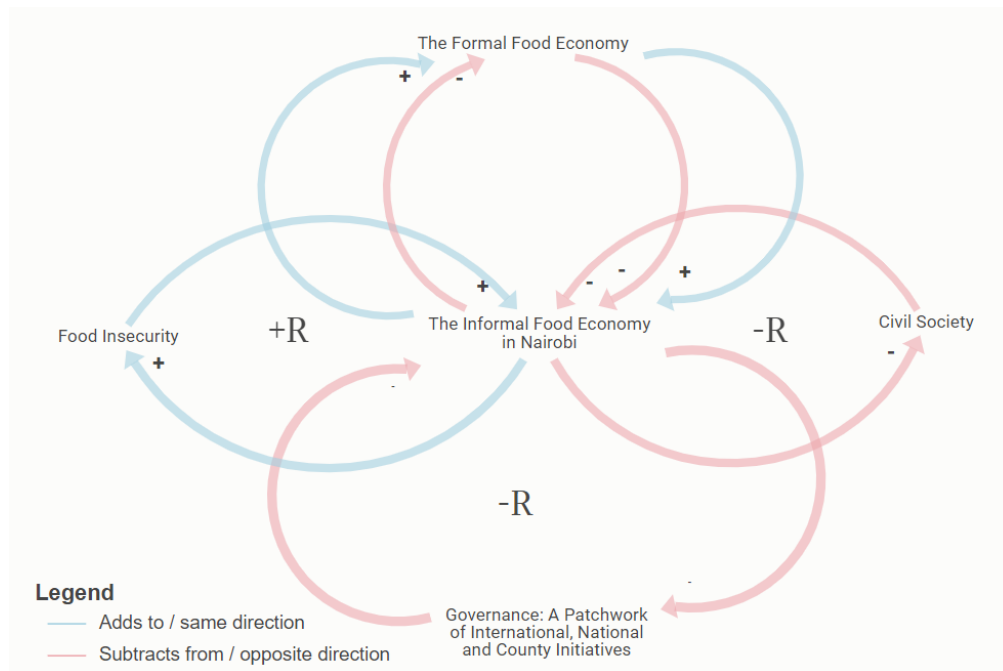 The Formal Food Economy
+
-
-
-
+
+
Food Insecurity
+
+R
The Informal Food Economy
in Nairobi
-R
Civil Society
-
-
-R
-
Legend
Adds to / same direction
Subtracts from / opposite direction
Governance: A Patchwork
of International, National
and County Initiatives